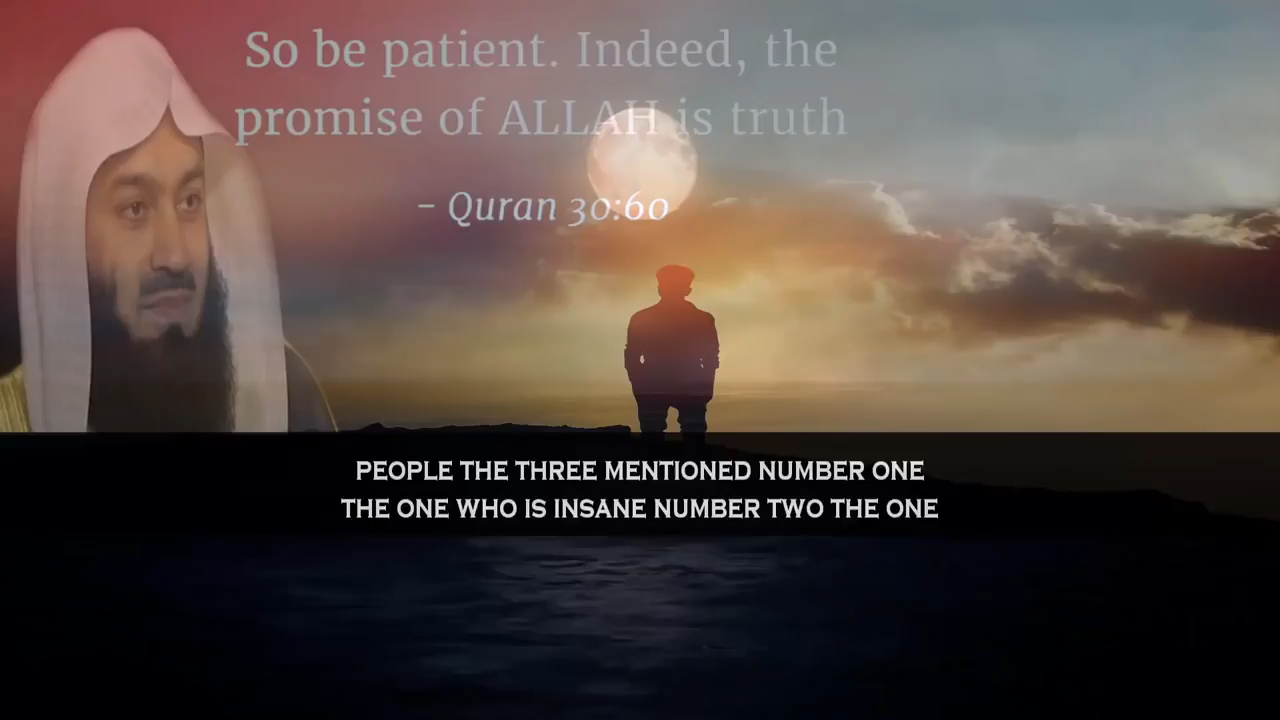 So be patient. Indeed, the
promise of ALLAH is truth
- Quran 30:60
PEOPLE THE THREE MENTIONED NUMBER ONE
THE ONE WHO IS INSANE NUMBER TWO THE ONE